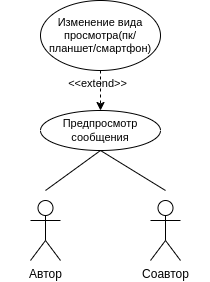 Изменение вида
просмотра(пк/
планшет/смартфон)
<<extend>>
Предпросмотр
сообщения
Автор
Соавтор